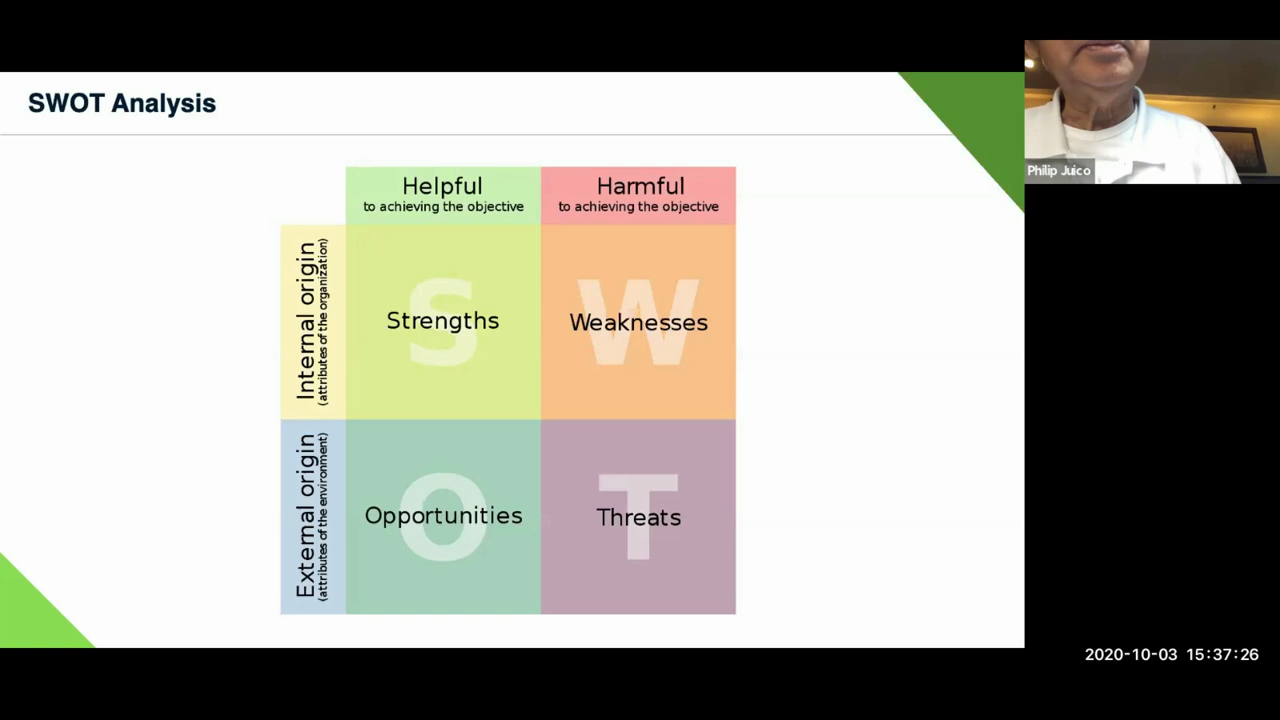 SWOT Analysis
Philip Juico
Helpful
to achieving the objective
Harmful
to achieving the objective
Internal origin
(attributes of the organization)
S
Strengths
W
Weaknesses
External origin
(attributes of the environment)
O
Opportunities
T
Threats
2020-10-03 15:37:26